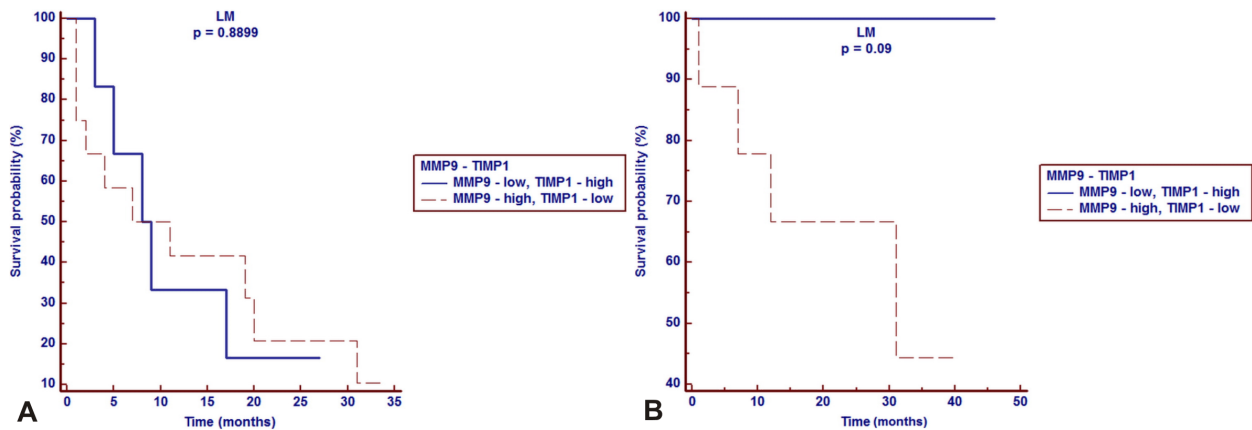 LM
p = 0.8899
Survival probability (%)
100
90
80
70
60
50
40
30
20
10
0
5
10
15
20
25
30
35
Time (months)
MMP9 - TIMP1
MMP9 - low, TIMP1 - high
MMP9 - high, TIMP1 - low
A
LM
p = 0.09
Survival probability (%)
100
90
80
70
60
50
40
0
10
20
30
40
50
Time (months)
MMP9 - TIMP1
MMP9 - low, TIMP1 - high
MMP9 - high, TIMP1 - low
B